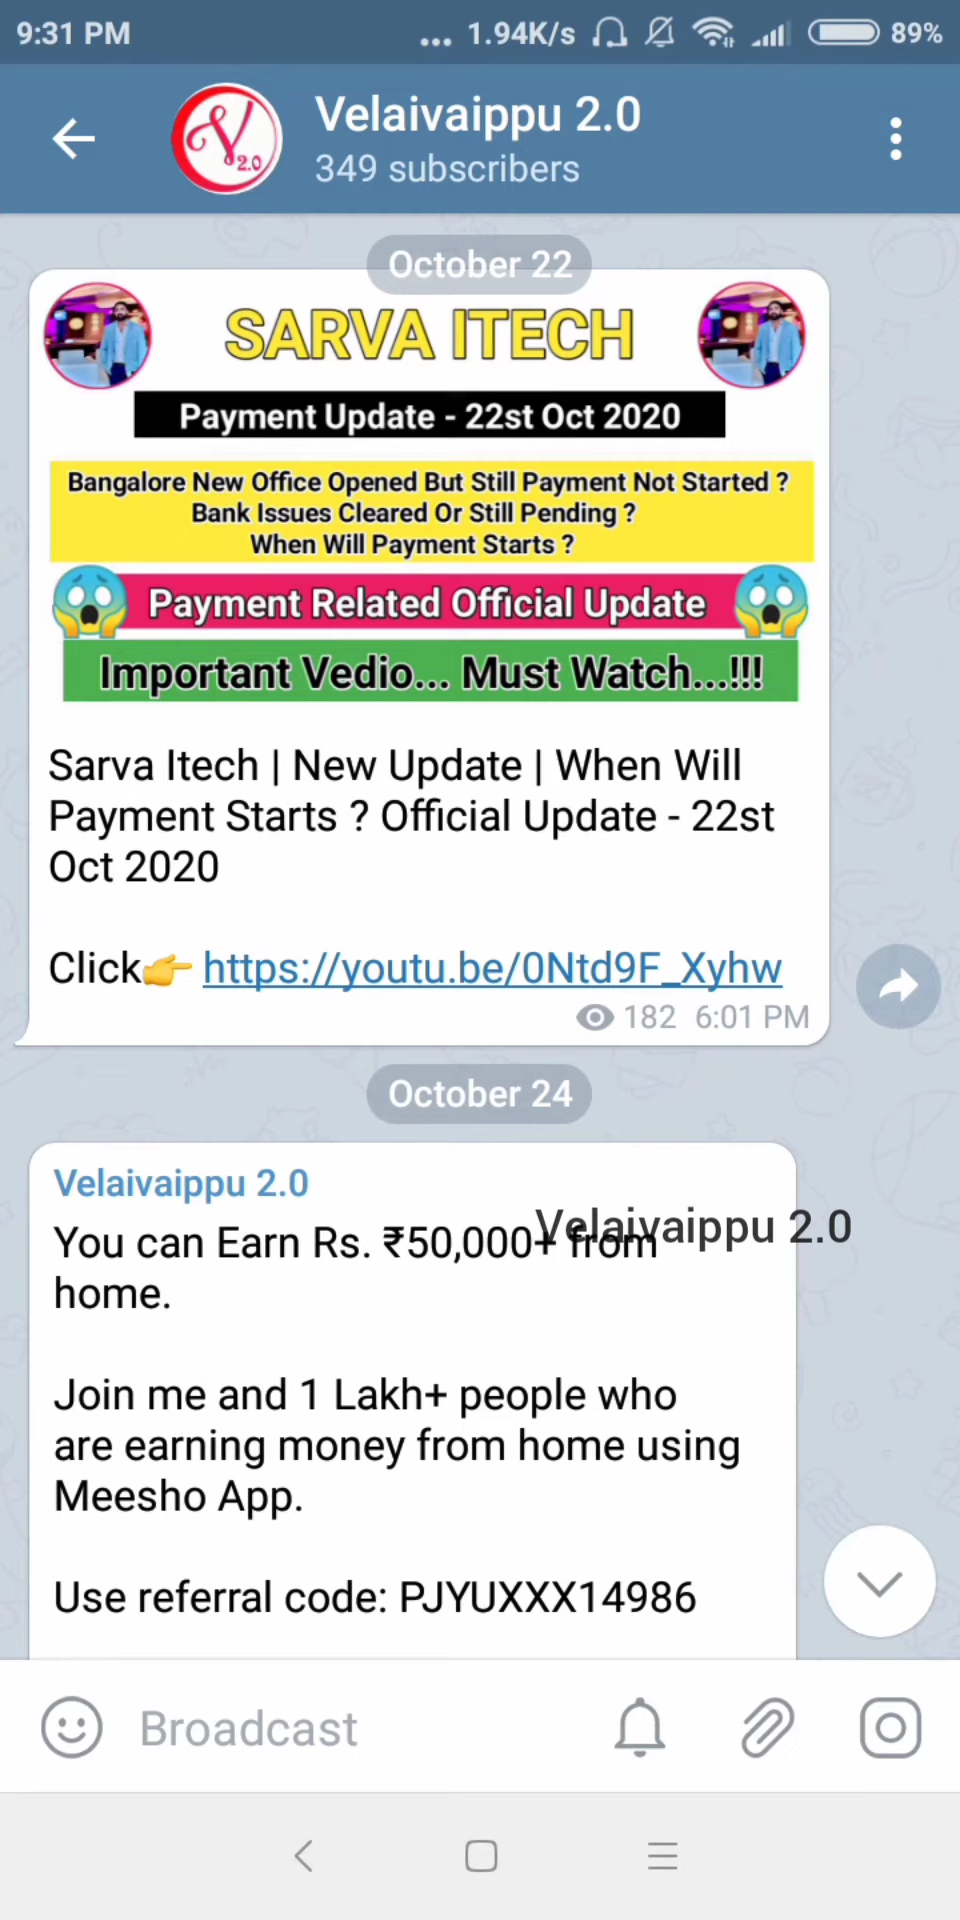 9:31 PM
... 1.94K/s
89%
V 2.0
Velaivaippu 2.0
349 subscribers
October 22
SARVA ITECH
Payment Update - 22st Oct 2020
Bangalore New Office Opened But Still Payment Not Started ?
Bank Issues Cleared Or Still Pending ?
When Will Payment Starts ?
Payment Related Official Update
Important Vedio... Must Watch...!!!
Sarva Itech | New Update | When Will
Payment Starts ? Official Update - 22st
Oct 2020
Click👉 https://youtu.be/0Ntd9F_Xyhw
182 6:01 PM
October 24
Velaivaippu 2.0
Velaivaippu 2.0
You can Earn Rs. ₹50,000+ from
home.
Join me and 1 Lakh+ people who
are earning money from home using
Meesho App.
Use referral code: PJYUXXX14986
Broadcast